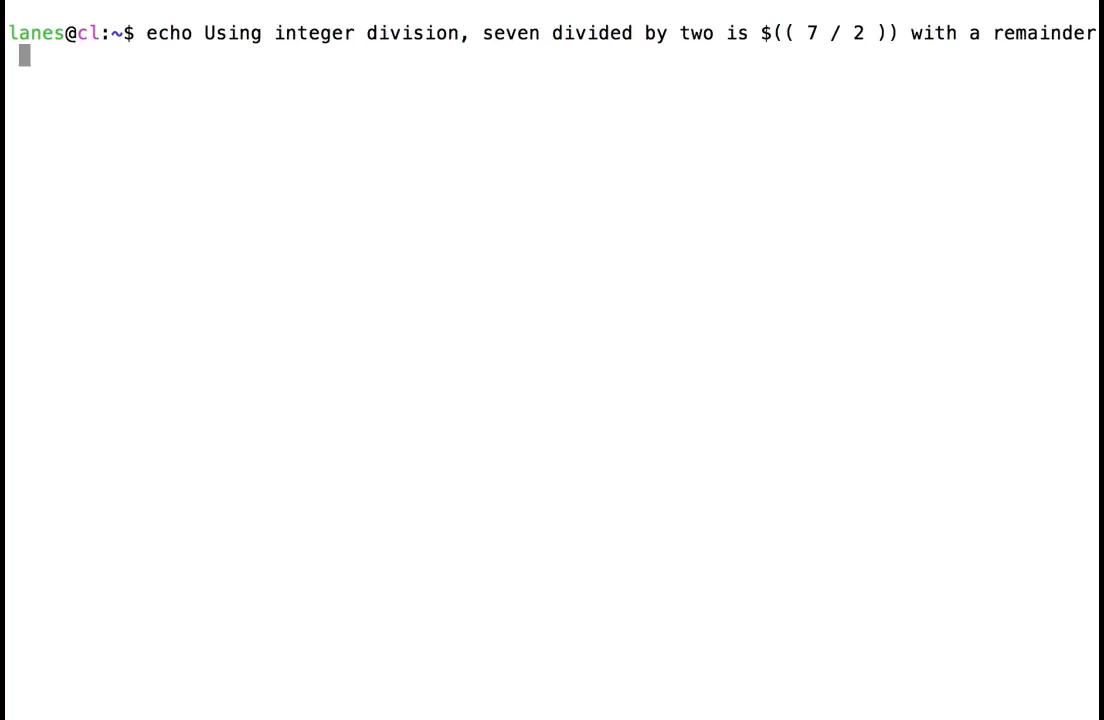 lanes@cl:~$ echo Using integer division, seven divided by two is $(( 7 / 2 )) with a remainder